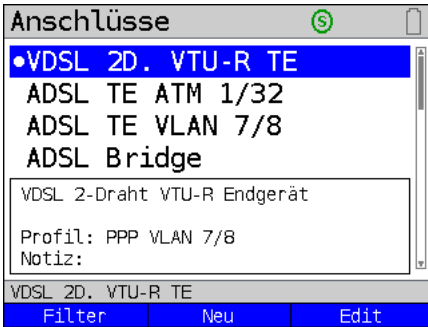 Anschlüsse S
●VDSL 2D. VTU-R TE
ADSL TE ATM 1/32
ADSL TE VLAN 7/8
ADSL Bridge
VDSL 2-Draht VTU-R Endgerät
Profil: PPP VLAN 7/8
Notiz:
VDSL 2D. VTU-R TE
Filter Neu Edit